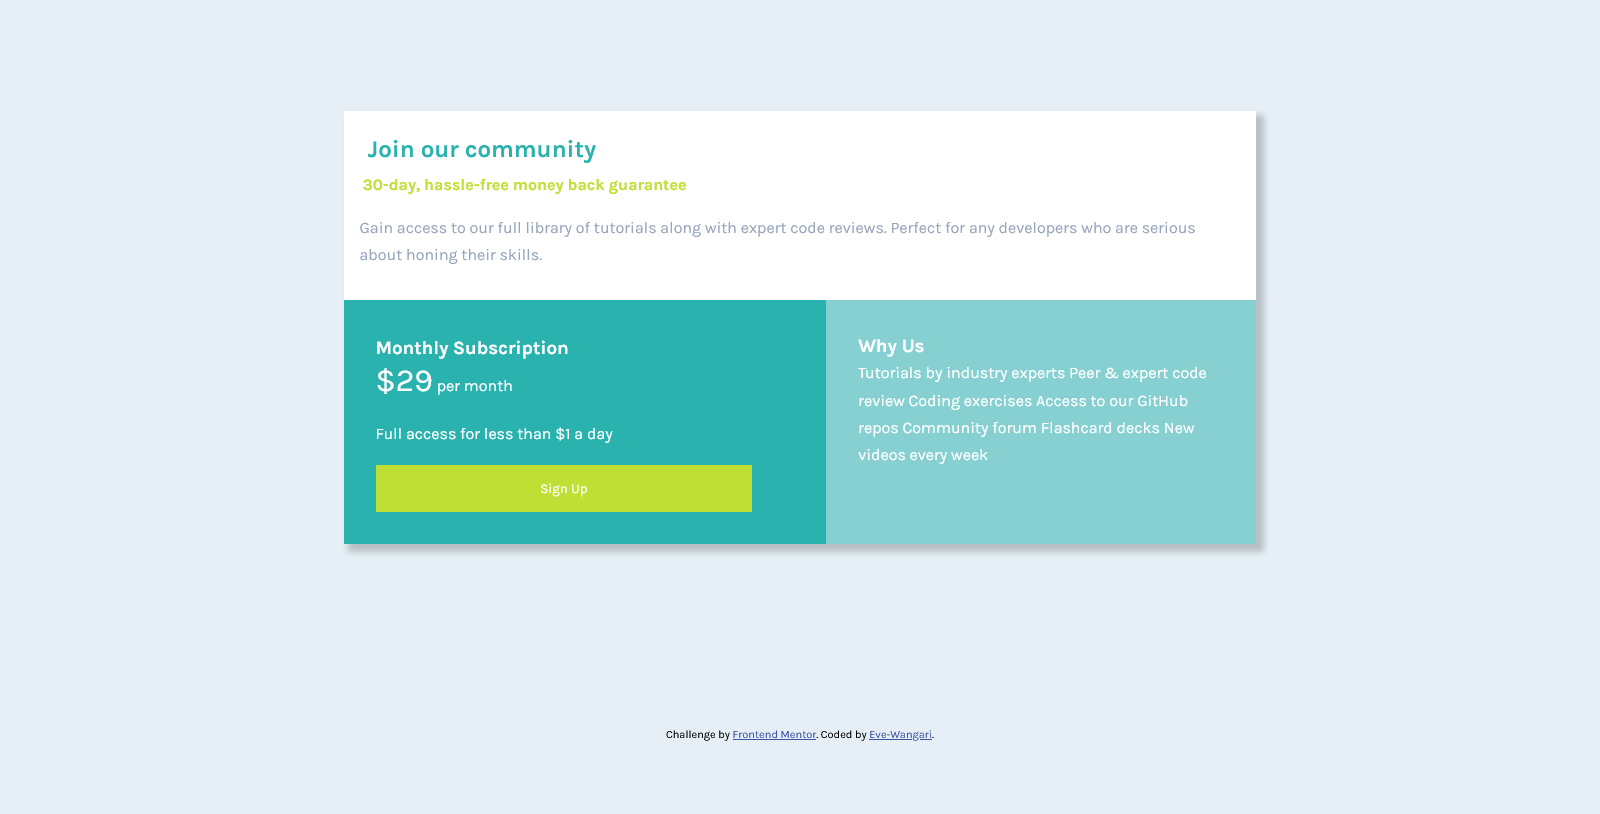 Join our community
30-day, hassle-free money back guarantee
Gain access to our full library of tutorials along with expert code reviews. Perfect for any developers who are serious
about honing their skills.
Monthly Subscription
$29 per month
Full access for less than $1 a day
Sign Up
Why Us
Tutorials by industry experts Peer & expert code
review Coding exercises Access to our GitHub
repos Community forum Flashcard decks New
videos every week
Challenge by Frontend Mentor. Coded by Eve-Wangari.